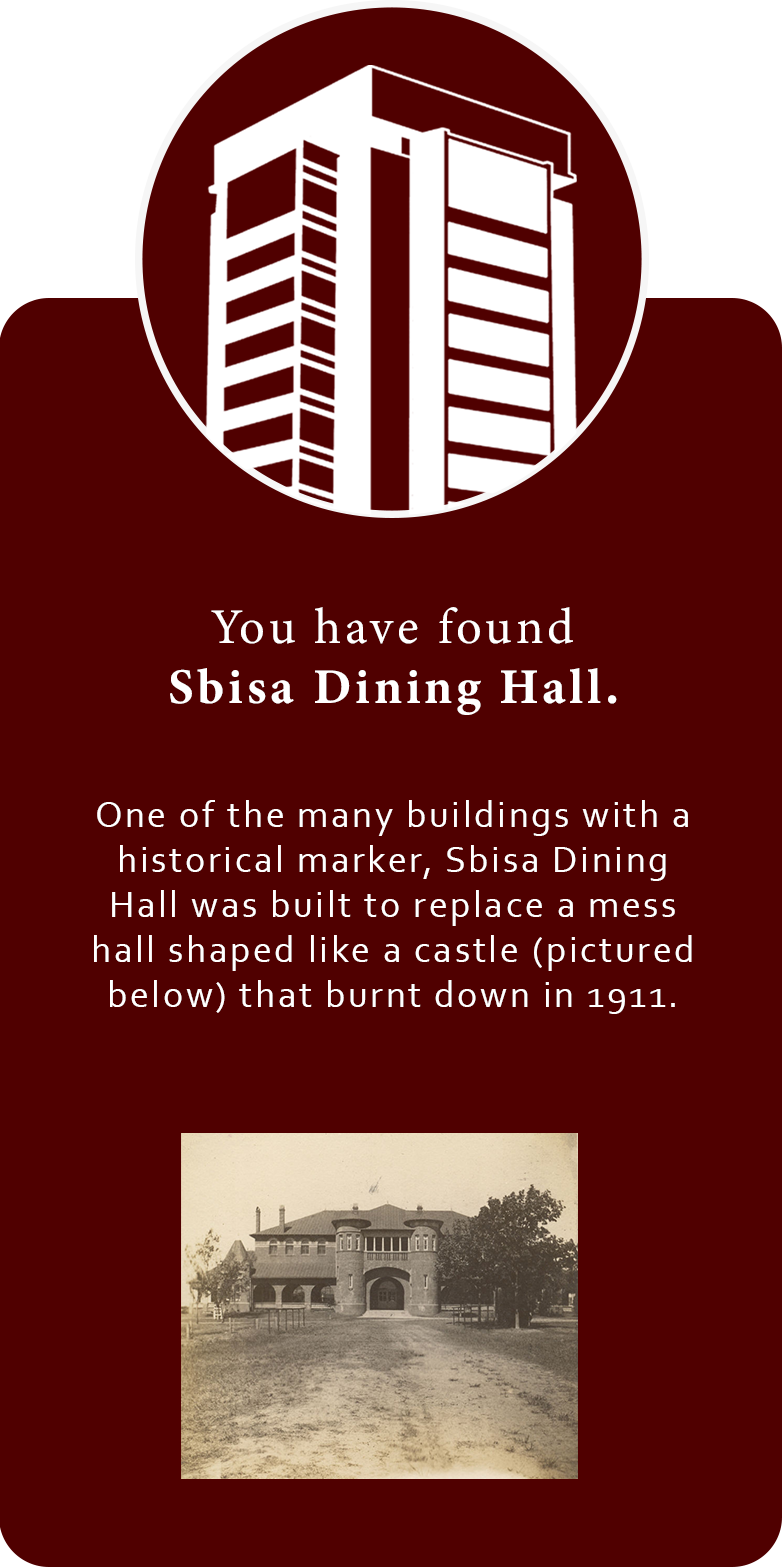 You have found
Sbisa Dining Hall.
One of the many buildings with a
historical marker, Sbisa Dining
Hall was built to replace a mess
hall shaped like a castle (pictured
below) that burnt down in 1911.